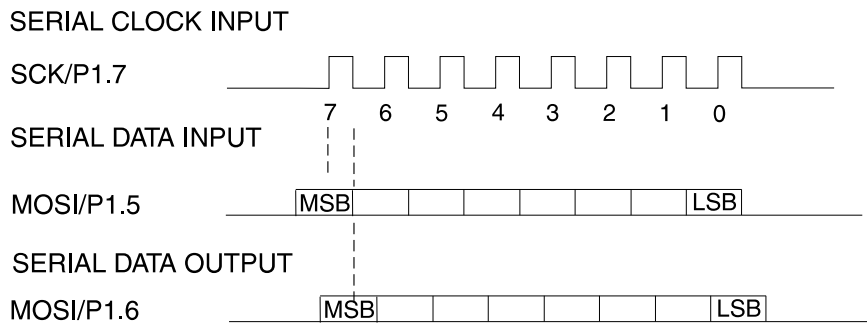 SERIAL CLOCK INPUT
SCK/P1.7
7 6 5 4 3 2 1 0
SERIAL DATA INPUT
MOSI/P1.5 MSB LSB
SERIAL DATA OUTPUT
MOSI/P1.6 MSB LSB